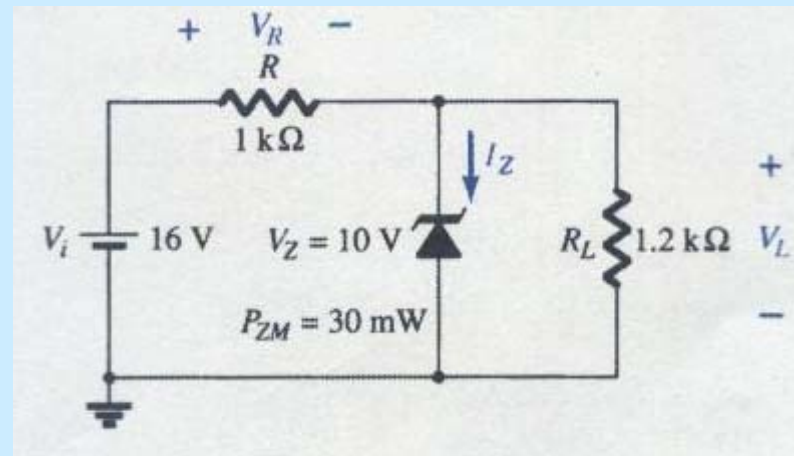 + V_R −
R
1 kΩ
I_Z
+
V_i 16 V V_Z = 10 V R_L 1.2 kΩ V_L
P_ZM = 30 mW −